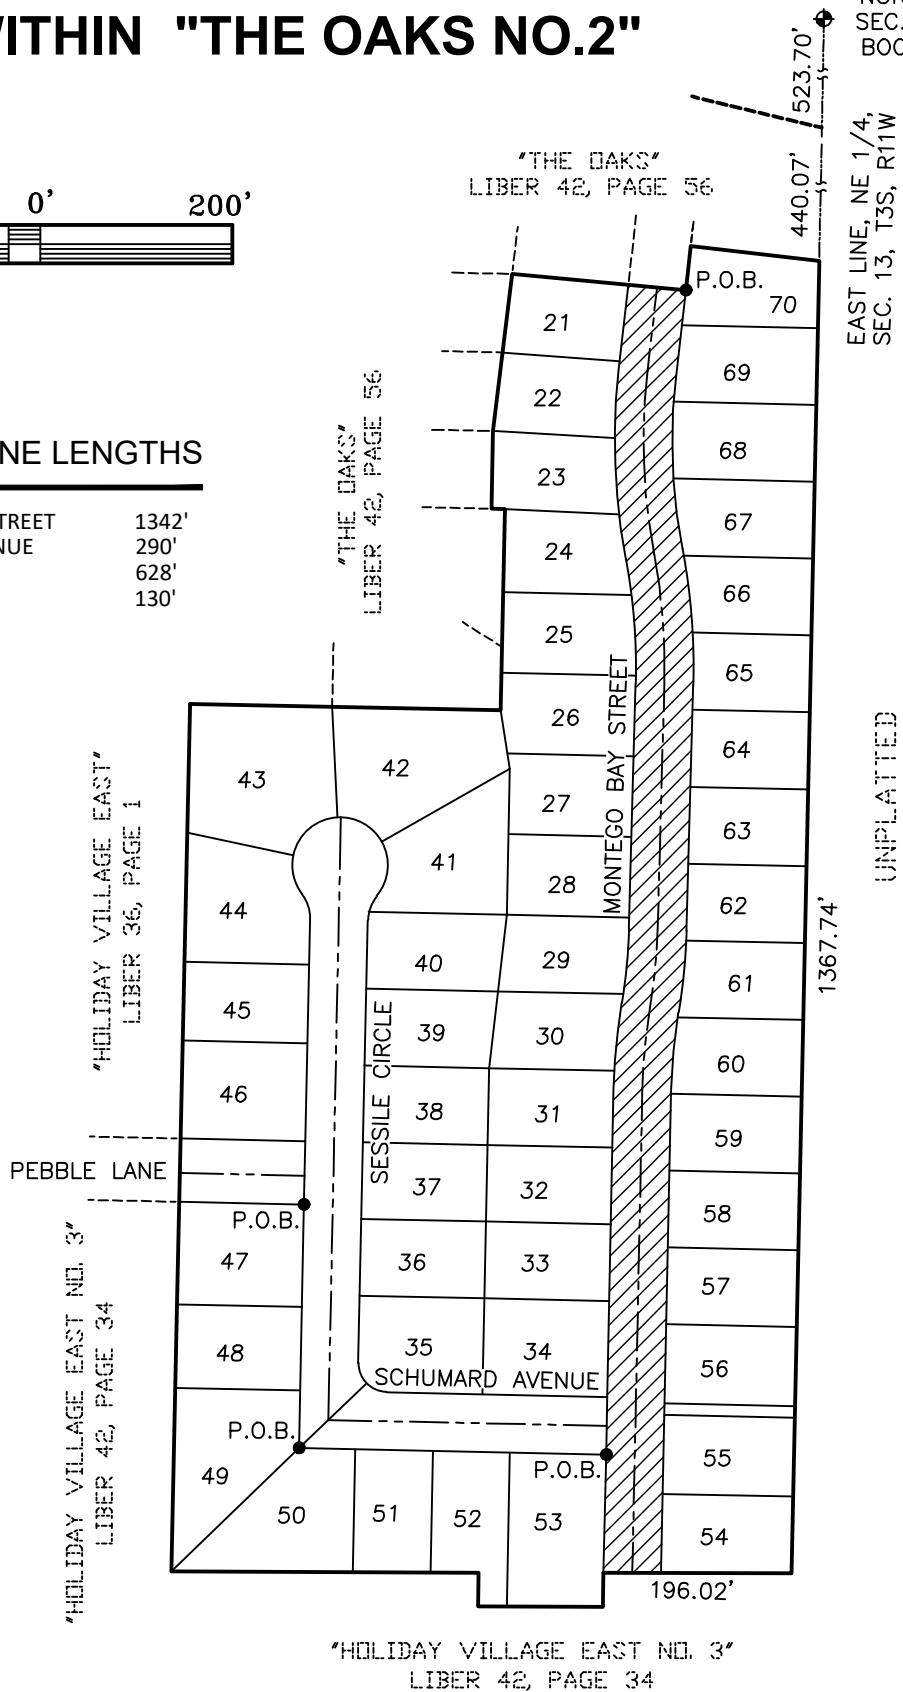 WITHIN "THE OAKS NO.2"
523.70'
SEC.
440.07'
EAST LINE, NE 1/4,
SEC. 13, T3S, R11W
0' 200'
"THE OAKS"
LIBER 42, PAGE 56
P.O.B.
70
21
69
22
68
23
67
24
66
25
65
26
64
27
63
28
62
29
61
30
60
31
59
32
58
33
57
34
56
55
54
NE LENGTHS
TREET 1342'
NUE 290'
628'
130'
"THE OAKS"
LIBER 42, PAGE 56
MONTEGO BAY STREET
UNPLATTED
1367.74'
43
42
41
44
40
45
39
46
38
37
36
35
SESSILE CIRCLE
"HOLIDAY VILLAGE EAST"
LIBER 36, PAGE 1
PEBBLE LANE
P.O.B.
47
48
49
"HOLIDAY VILLAGE EAST NO. 3"
LIBER 42, PAGE 34
SCHUMARD AVENUE
P.O.B.
P.O.B.
50
51
52
53
196.02'
"HOLIDAY VILLAGE EAST NO. 3"
LIBER 42, PAGE 34